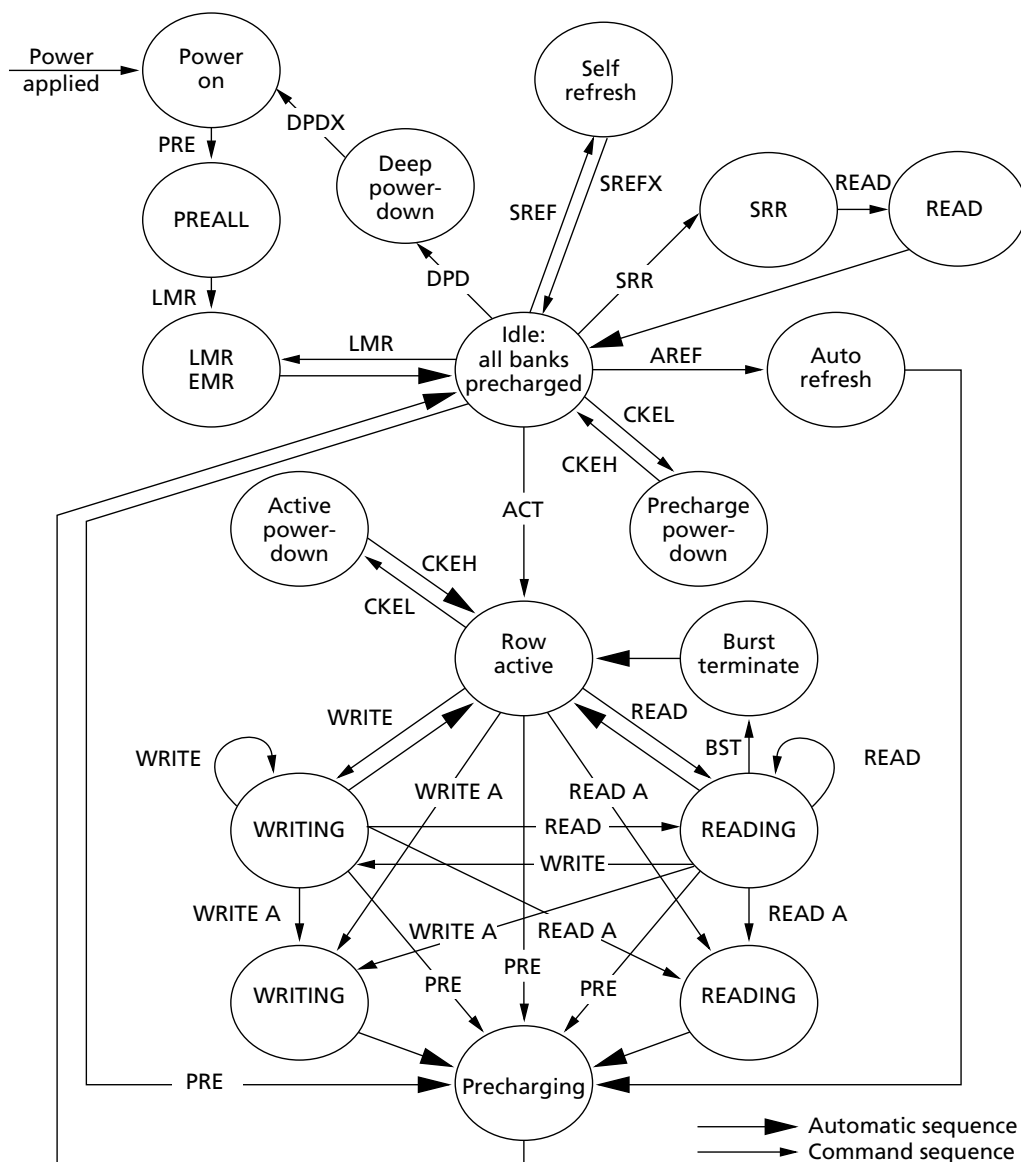 Power
applied
Power
on
Self
refresh
DPDX
PRE
Deep
power-
down
SREFX
READ
PREALL
SREF
SRR
READ
LMR
DPD
SRR
LMR
EMR
LMR
Idle:
all banks
precharged
AREF
Auto
refresh
CKEL
CKEH
Active
power-
down
ACT
Precharge
power-
down
CKEH
CKEL
Row
active
Burst
terminate
WRITE
READ
WRITE
BST
READ
WRITE A
READ A
WRITING
READ
READING
WRITE
WRITE A
WRITE A
READ A
READ A
PRE
WRITING
PRE
PRE
READING
PRE
Precharging
Automatic sequence
Command sequence